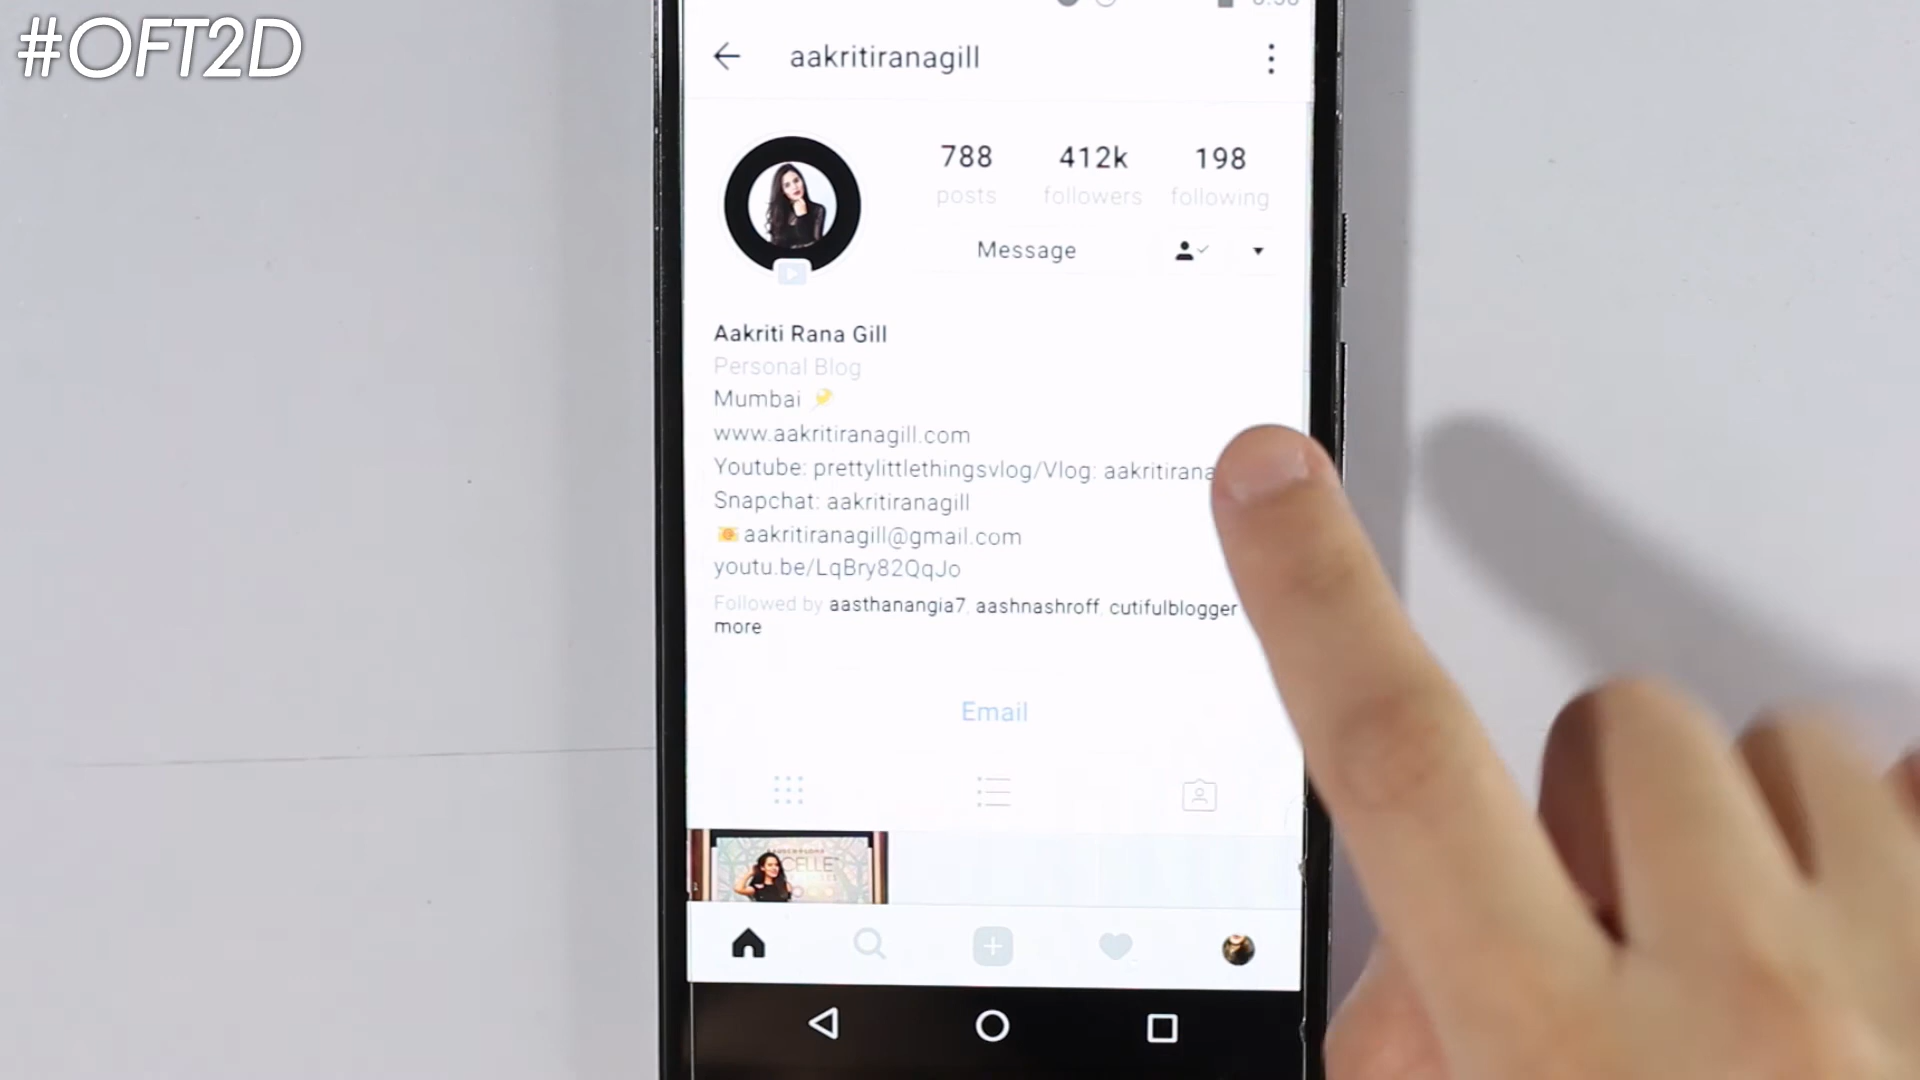 #OFT2D
aakritiranagill
788 412k 198
posts followers following
Message
Aakriti Rana Gill
Personal Blog
Mumbai
www.aakritiranagill.com
Youtube: prettylittlethingsvlog/Vlog: aakritirana
Snapchat: aakritiranagill
aakritiranagill@gmail.com
youtu.be/LqBry82QqJo
Followed by aasthanangia7, aashnashroff, cutifulblogger
more
Email